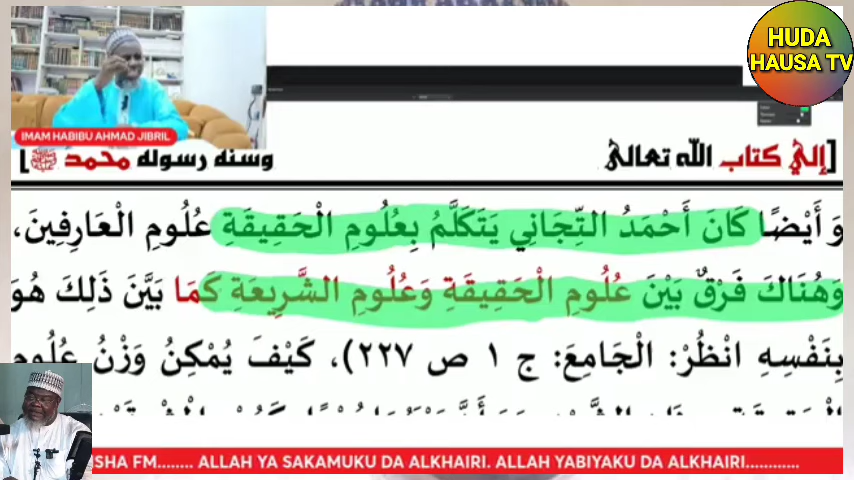 HUDA
HAUSA TV
IMAM HABIBU AHMAD JIBRIL
[إلى كتاب الله تعالى
وسنة رسوله محمد ﷺ]
وَ أَيْضًا كَانَ أَحْمَدُ التِّجَانِي يَتَكَلَّمُ بِعُلُومِ الْحَقِيقَةِ عُلُومِ الْعَارِفِينَ،
وَهُنَاكَ فَرْقٌ بَيْنَ عُلُومِ الْحَقِيقَةِ وَعُلُومِ الشَّرِيعَةِ كَمَا بَيَّنَ ذَلِكَ هُوَ
بِنَفْسِهِ انْظُرْ: الْجَامِعَ: ج ١ ص ٢٢٧)، كَيْفَ يُمْكِنُ وَزْنُ عُلُومِ
SHA FM........ ALLAH YA SAKAMUKU DA ALKHAIRI. ALLAH YABIYAKU DA ALKHAIRI............